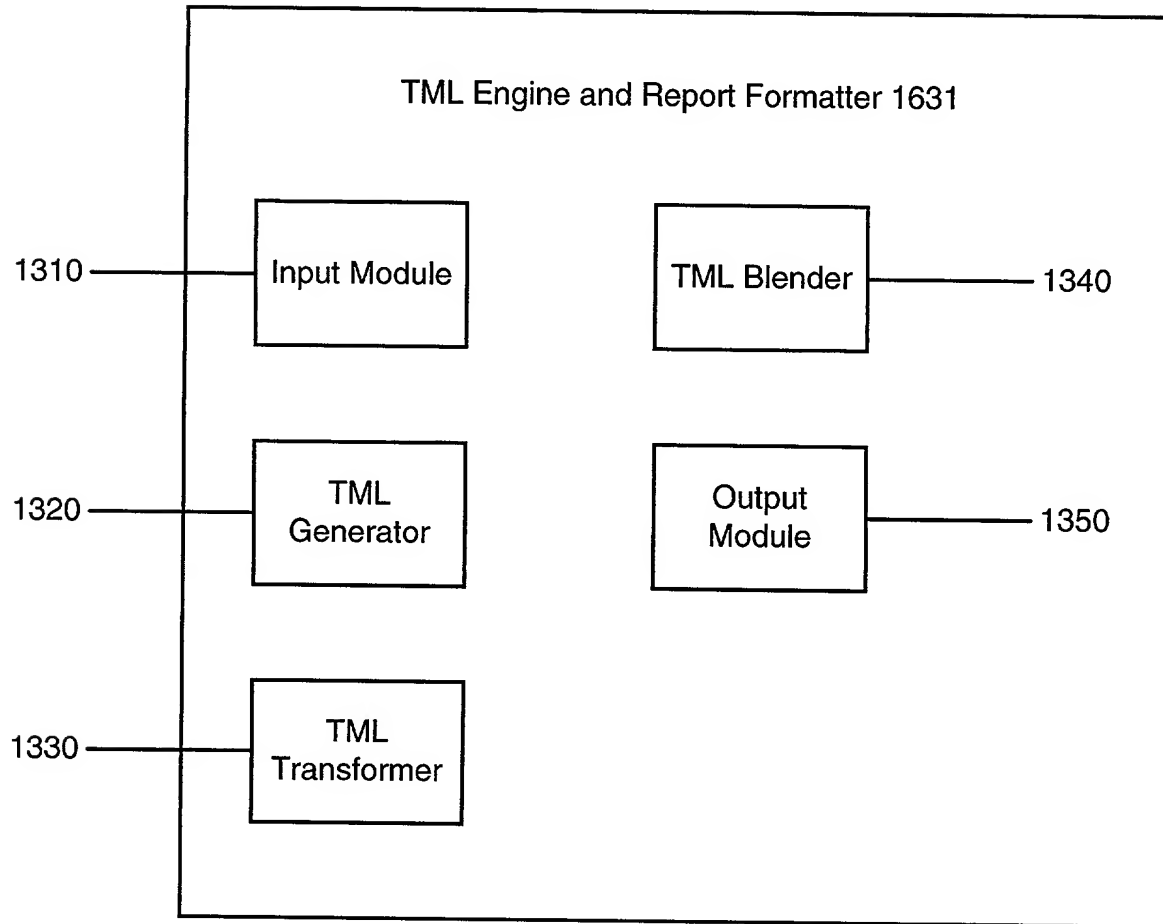 TML Engine and Report Formatter 1631
1310
Input Module
TML Blender
1340
1320
TML
Generator
Output
Module
1350
1330
TML
Transformer